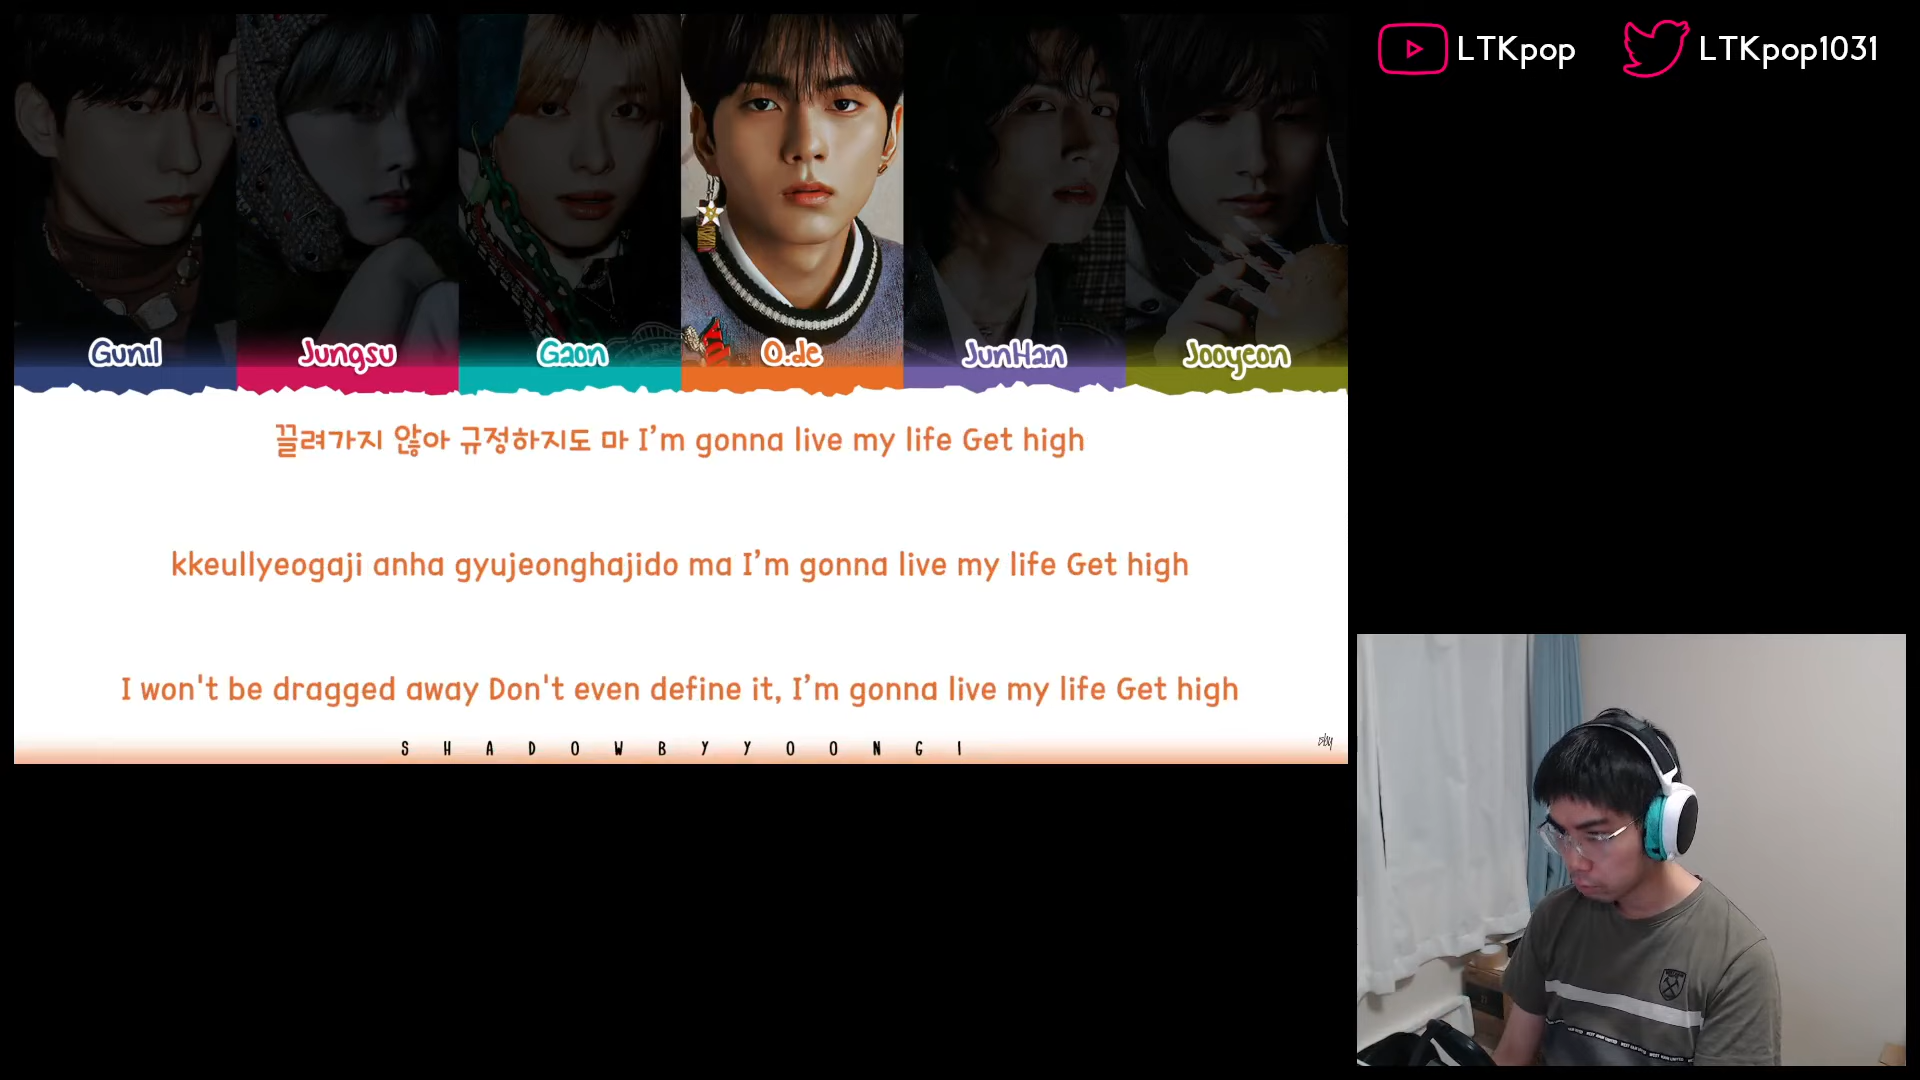 LTKpop
LTKpop1031
Gunil
Jungsu
Gaon
O.de
JunHan
Jooyeon
끌려가지 않아 규정하지도 마 I’m gonna live my life Get high
kkeullyeogaji anha gyujeonghajido ma I’m gonna live my life Get high
I won't be dragged away Don't even define it, I’m gonna live my life Get high
S H A D O W B Y Y O O N G I
sby